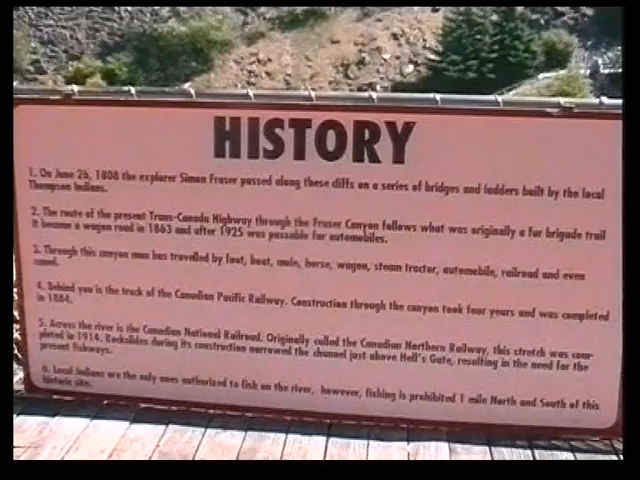 HISTORY
1. On June 26, 1808 the explorer Simon Fraser passed along these cliffs on a series of bridges and ladders built by the local
Thompson Indians.
2. The route of the present Trans-Canada Highway through the Fraser Canyon follows what was originally a fur brigade trail
it became a wagon road in 1863 and after 1925 was passable for automobiles.
3. Through this canyon man has travelled by foot, boat, mule, horse, wagon, steam tractor, automobile, railroad and even
camel.
4. Behind you is the track of the Canadian Pacific Railway. Construction through the canyon took four years and was completed
in 1884.
5. Across the river is the Canadian National Railroad. Originally called the Canadian Northern Railway, this stretch was com-
pleted in 1914. Rockslides during its construction narrowed the channel just above Hell's Gate, resulting in the need for the
present fishways.
6. Local Indians are the only ones authorized to fish on the river, however, fishing is prohibited 1 mile North and South of this
historic site.